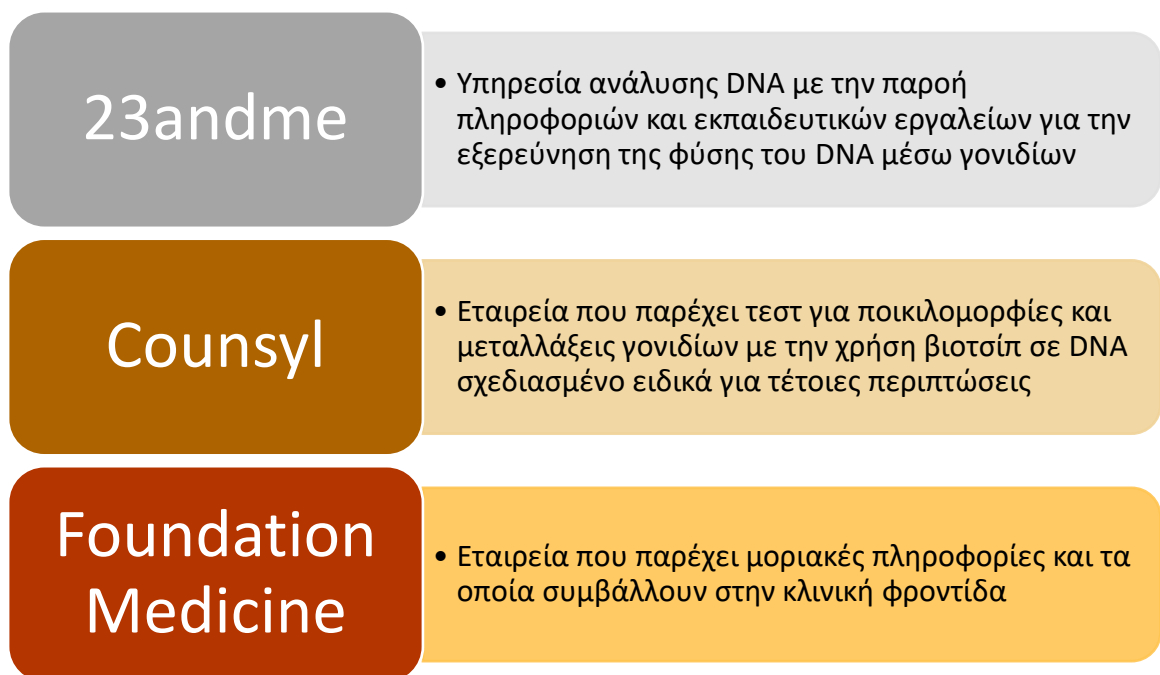 23andme
• Υπηρεσία ανάλυσης DNA με την παροή
πληροφοριών και εκπαιδευτικών εργαλείων για την
εξερεύνηση της φύσης του DNA μέσω γονιδίων
Counsyl
• Εταιρεία που παρέχει τεστ για ποικιλομορφίες και
μεταλλάξεις γονιδίων με την χρήση βιοτσίπ σε DNA
σχεδιασμένο ειδικά για τέτοιες περιπτώσεις
Foundation
Medicine
• Εταιρεία που παρέχει μοριακές πληροφορίες και τα
οποία συμβάλλουν στην κλινική φροντίδα